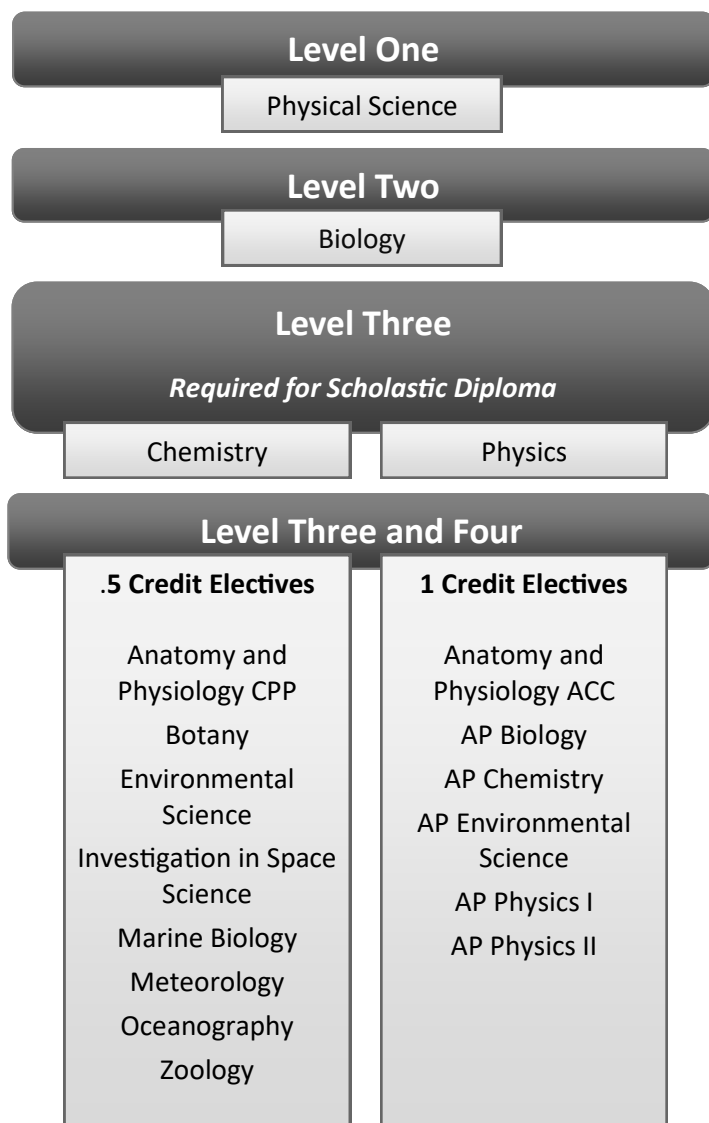 Level One
Physical Science
Level Two
Biology
Level Three
Required for Scholastic Diploma
Chemistry
Physics
Level Three and Four
.5 Credit Electives
Anatomy and
Physiology CPP
Botany
Environmental
Science
Investigation in Space
Science
Marine Biology
Meteorology
Oceanography
Zoology
1 Credit Electives
Anatomy and
Physiology ACC
AP Biology
AP Chemistry
AP Environmental
Science
AP Physics I
AP Physics II